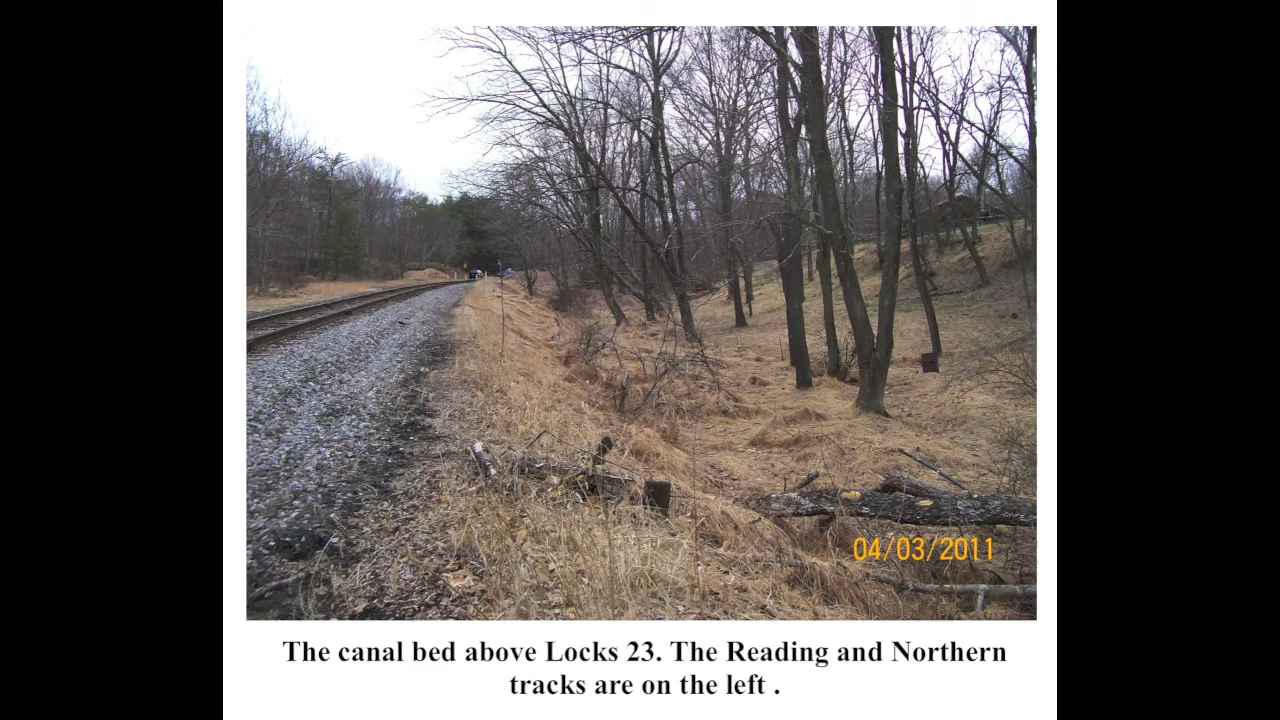 04/03/2011
The canal bed above Locks 23. The Reading and Northern
tracks are on the left .